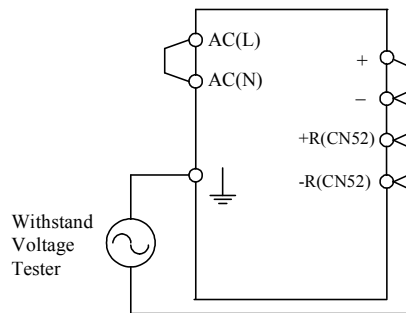 AC(L)
AC(N)
+
–
+R(CN52)
-R(CN52)
Withstand
Voltage
Tester